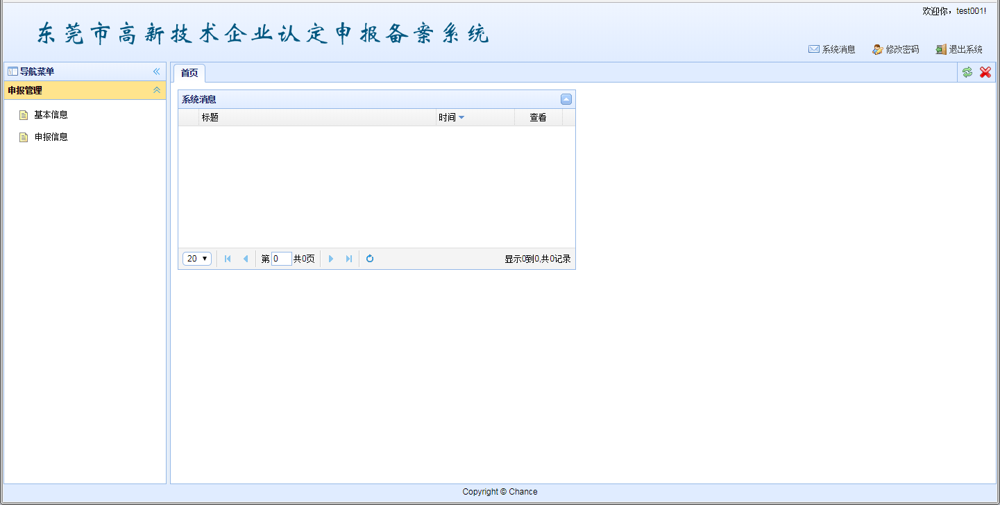 欢迎你，test001!
东莞市高新技术企业认定申报备案系统
系统消息 修改密码 退出系统
导航菜单
首页
申报管理
基本信息
申报信息
系统消息
标题 时间 查看
20 第 0 共0页 显示0到0,共0记录
Copyright © Chance